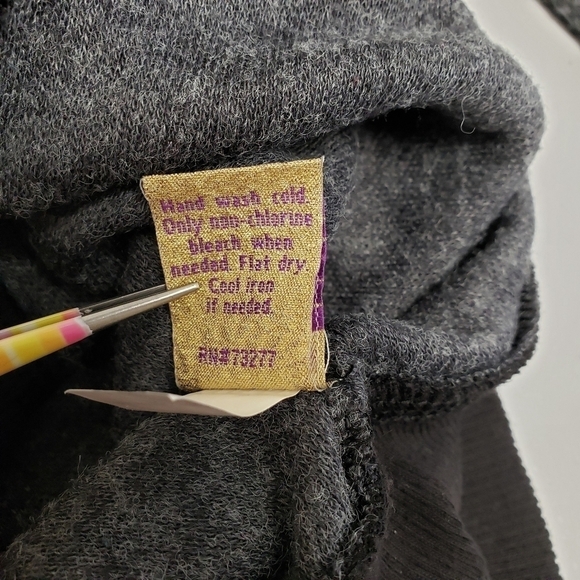 Hand wash cold.
Only non-chlorine
bleach when
needed. Flat dry.
Cool iron
if needed.
RN#73277